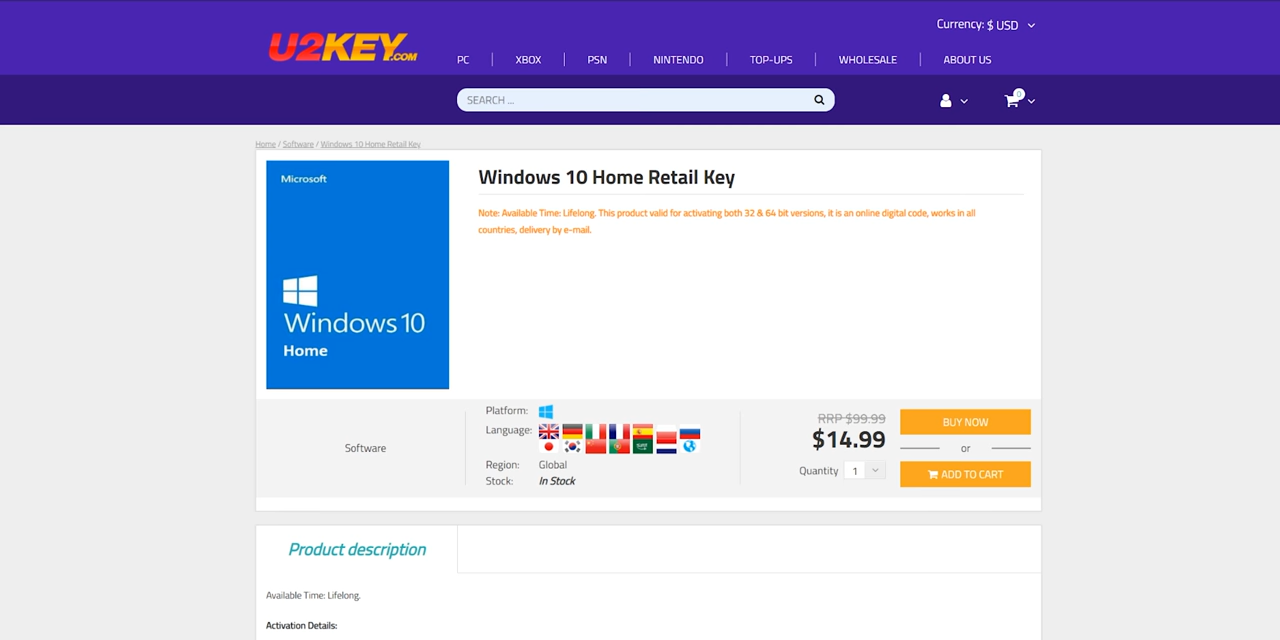 Currency: $ USD
U2KEY.COM
PC
XBOX
PSN
NINTENDO
TOP-UPS
WHOLESALE
ABOUT US
SEARCH ...
0
Home / Software / Windows 10 Home Retail Key
Microsoft
Windows 10
Home
Windows 10 Home Retail Key
Note: Available Time: Lifelong. This product valid for activating both 32 & 64 bit versions, it is an online digital code, works in all
countries, delivery by e-mail.
Software
Platform:
Language:
Region: Global
Stock: In Stock
RRP $99.99
$14.99
Quantity 1
BUY NOW
or
ADD TO CART
Product description
Available Time: Lifelong.
Activation Details: